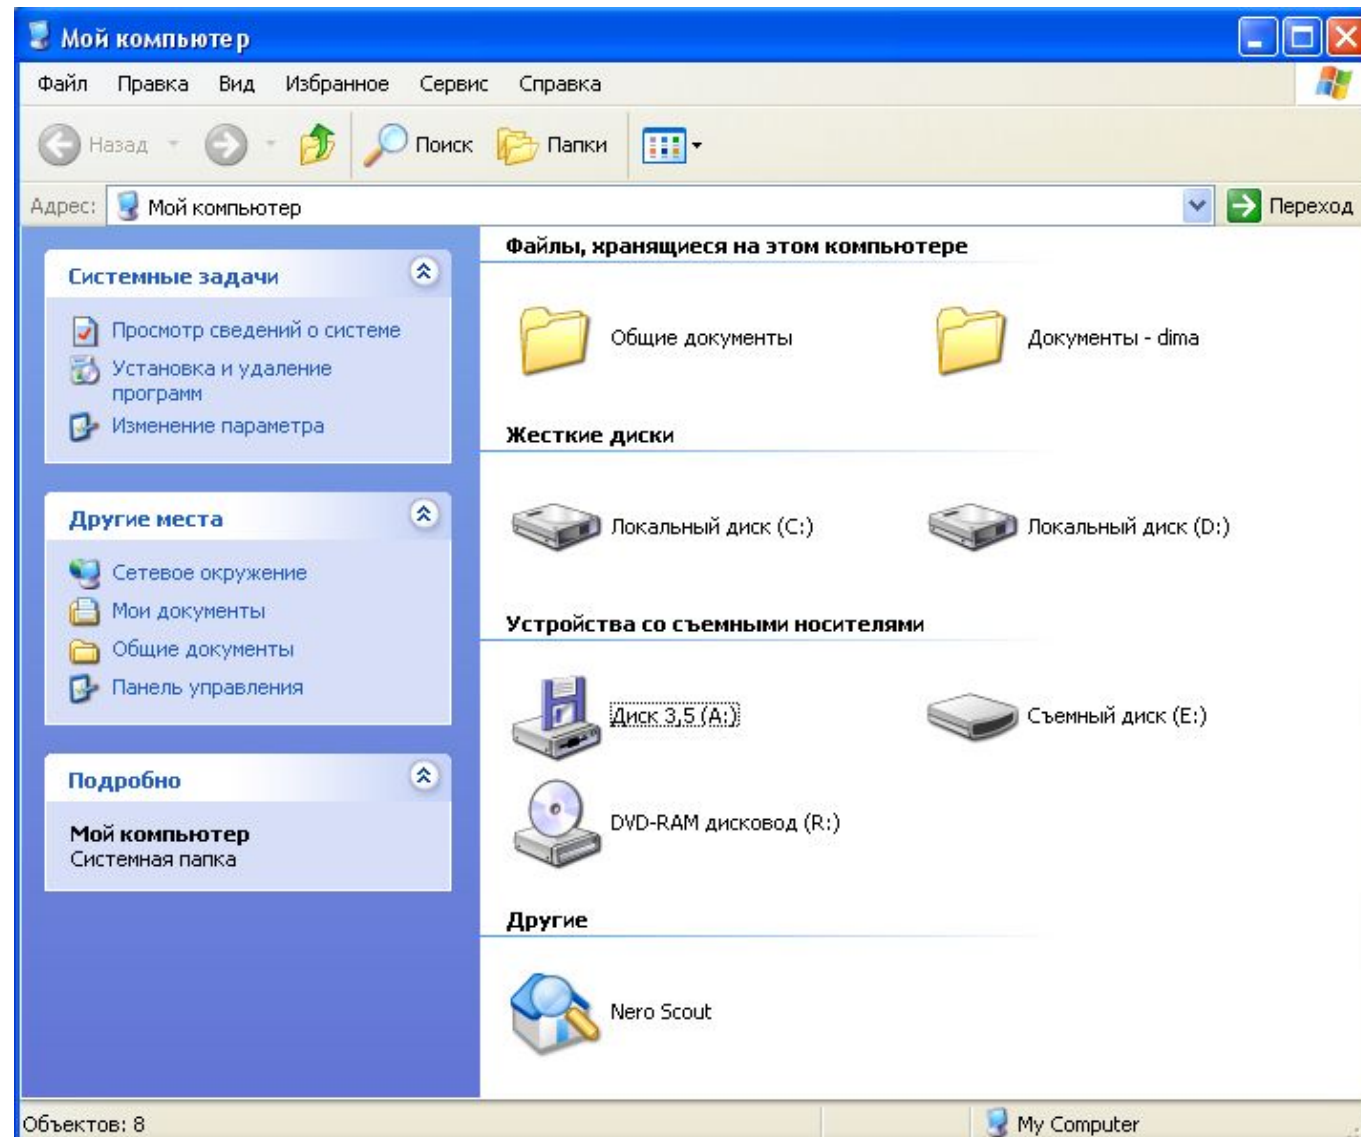 Мой компьютер
Файл Правка Вид Избранное Сервис Справка
Назад Поиск Папки
Адрес: Мой компьютер Переход
Системные задачи
Просмотр сведений о системе
Установка и удаление
программ
Изменение параметра
Другие места
Сетевое окружение
Мои документы
Общие документы
Панель управления
Подробно
Мой компьютер
Системная папка
Файлы, хранящиеся на этом компьютере
Общие документы Документы - dima
Жесткие диски
Локальный диск (C:) Локальный диск (D:)
Устройства со съемными носителями
Диск 3,5 (A:) Съемный диск (E:)
DVD-RAM дисковод (R:)
Другие
Nero Scout
Объектов: 8 My Computer